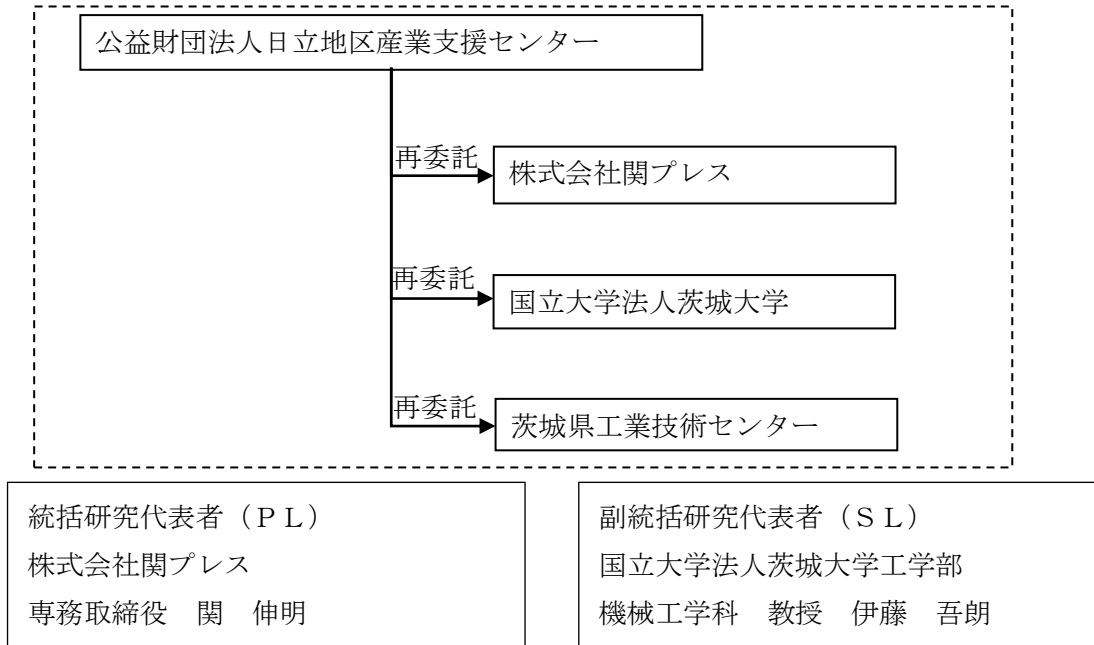 公益財団法人日立地区産業支援センター
再委託
株式会社関プレス
再委託
国立大学法人茨城大学
再委託
茨城県工業技術センター
統括研究代表者（ＰＬ）
株式会社関プレス
専務取締役　関　伸明
副統括研究代表者（ＳＬ）
国立大学法人茨城大学工学部
機械工学科　教授　伊藤　吾朗